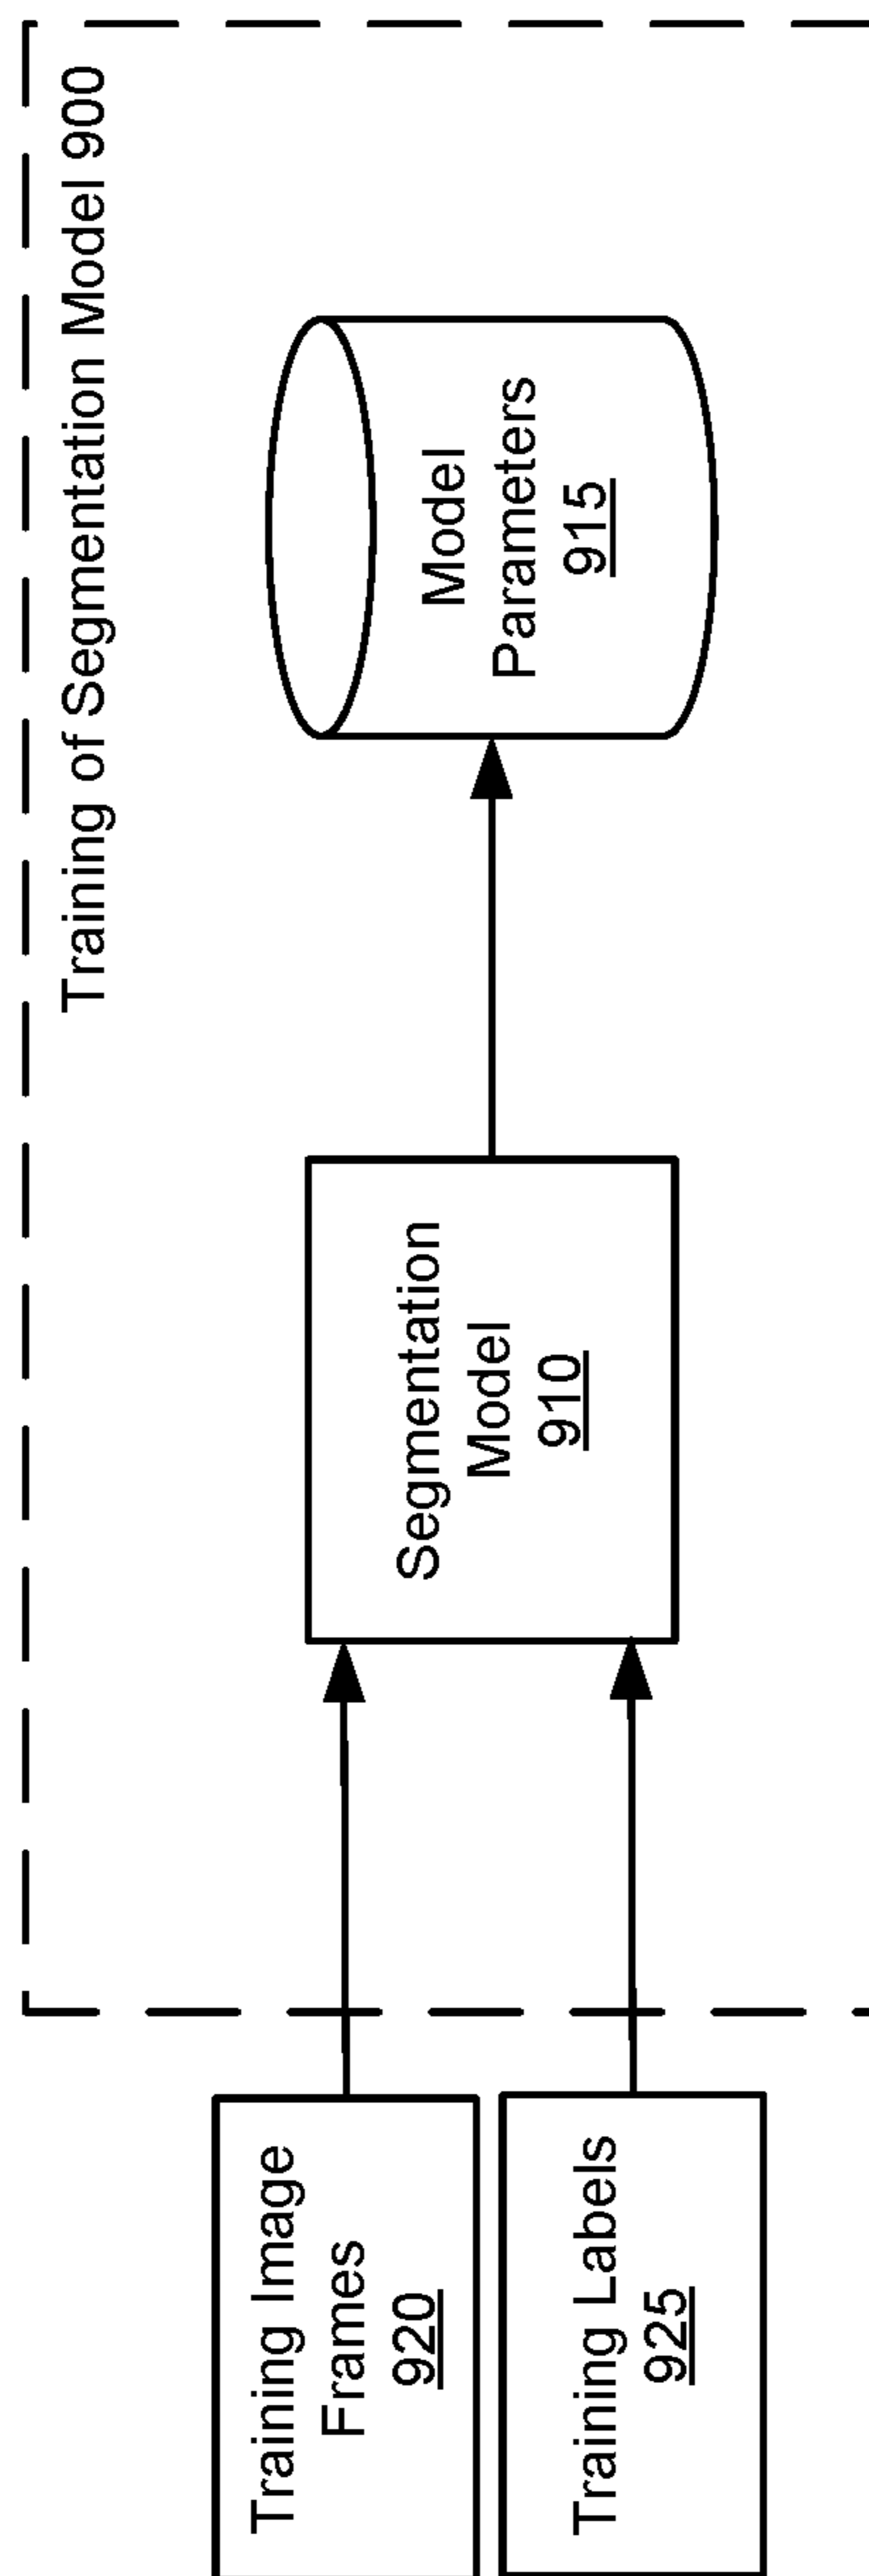 Training of Segmentation Model 900
Training Image
Frames
920
Training Labels
925
Segmentation
Model
910
Model
Parameters
915